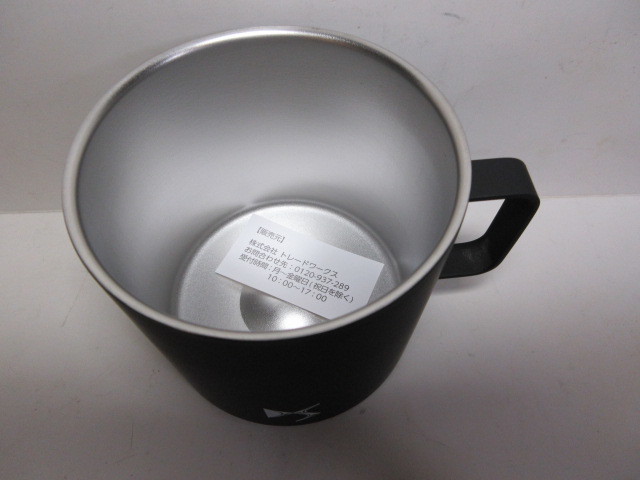 【販売元】
株式会社 トレードワークス
お問合わせ先：0120-937-289
受付時間：月～金曜日(祝日を除く)
10：00～17：00